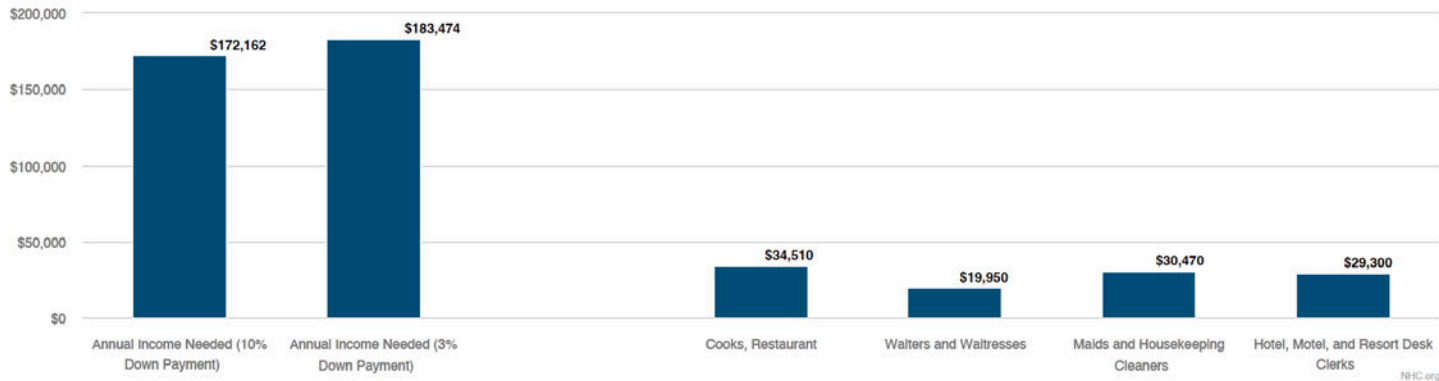 $200,000
$183,474
$172,162
$150,000
$100,000
$50,000
$34,510
$30,470
$29,300
$19,950
$0
Annual Income Needed (10%
Down Payment)
Annual Income Needed (3%
Down Payment)
Cooks, Restaurant
Waiters and Waitresses
Maids and Housekeeping
Cleaners
Hotel, Motel, and Resort Desk
Clerks
NHC.org